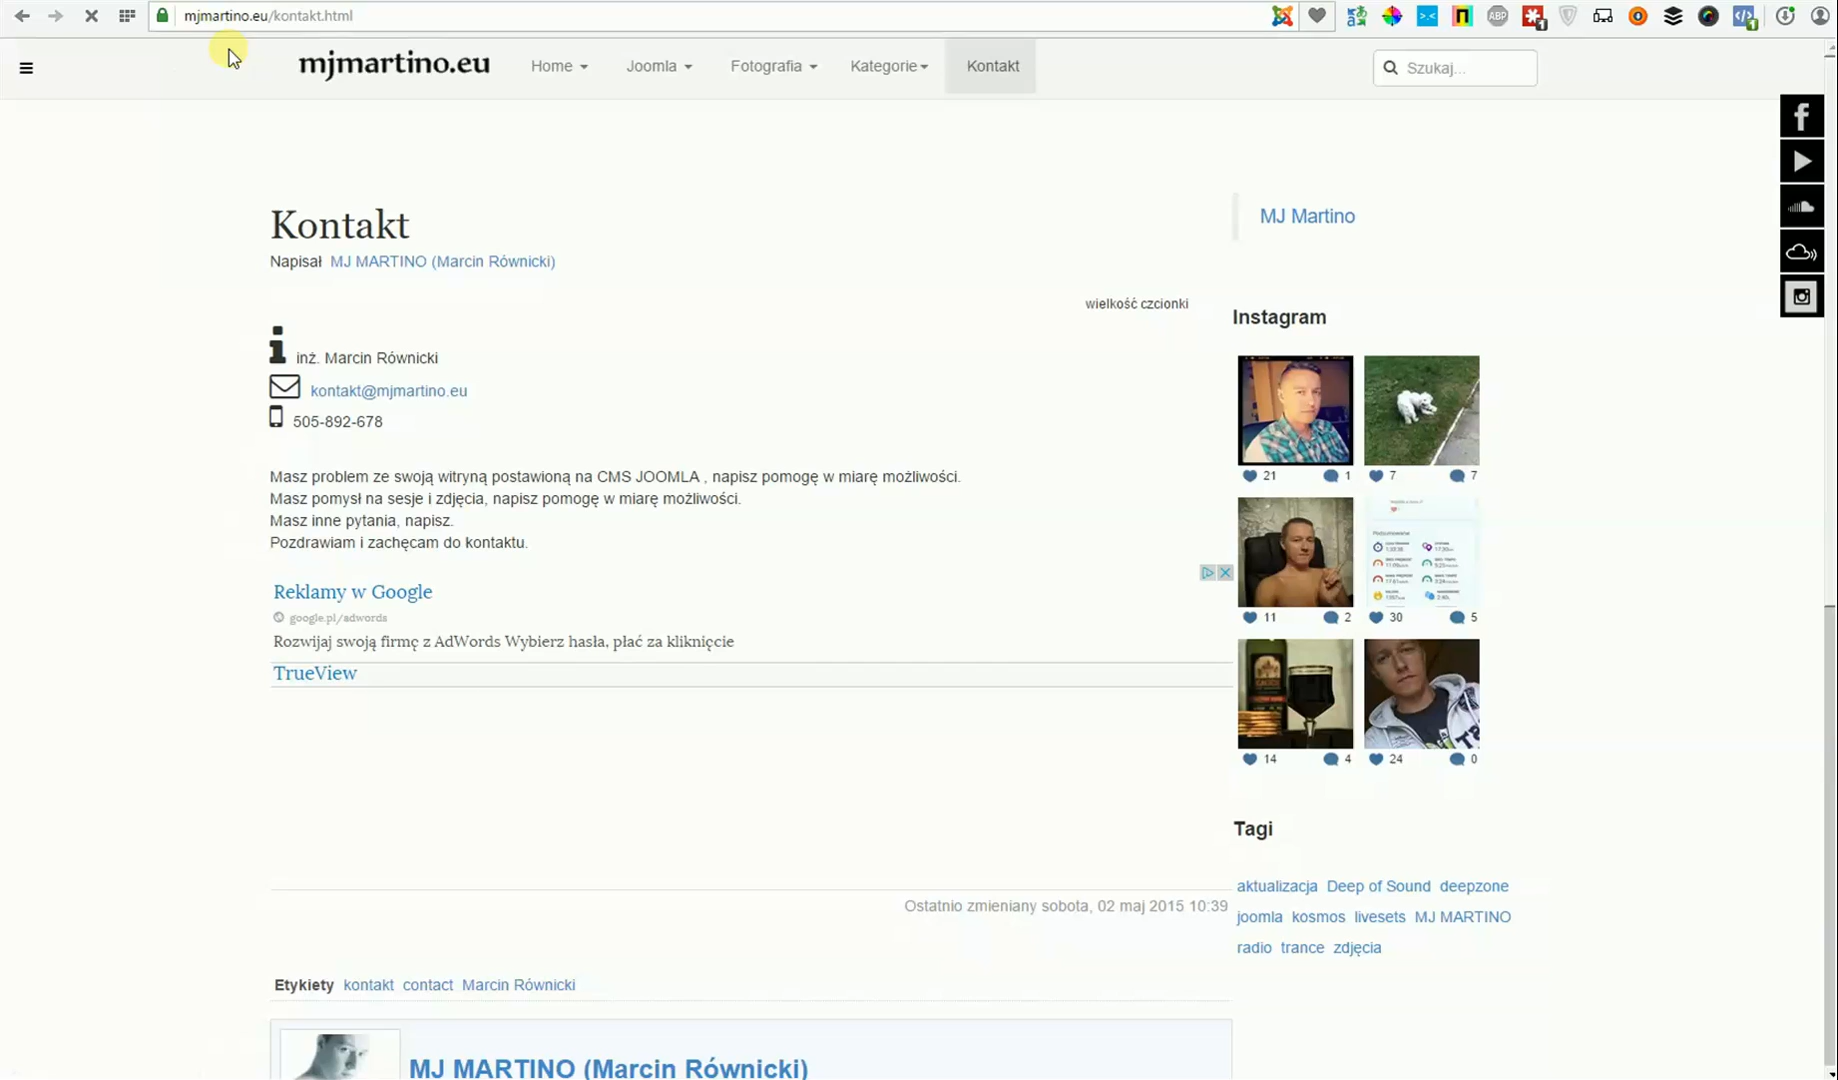 mjmartino.eu/kontakt.html
ABP
1
1
mjmartino.eu
Home
Joomla
Fotografia
Kategorie
Kontakt
Szukaj...
Kontakt
Napisał MJ MARTINO (Marcin Równicki)
wielkość czcionki
inż. Marcin Równicki
kontakt@mjmartino.eu
505-892-678
Masz problem ze swoją witryną postawioną na CMS JOOMLA , napisz pomogę w miarę możliwości.
Masz pomysł na sesje i zdjęcia, napisz pomogę w miarę możliwości.
Masz inne pytania, napisz.
Pozdrawiam i zachęcam do kontaktu.
Reklamy w Google
google.pl/adwords
Rozwijaj swoją firmę z AdWords Wybierz hasła, płać za kliknięcie
TrueView
Ostatnio zmieniany sobota, 02 maj 2015 10:39
Etykiety kontakt contact Marcin Równicki
MJ MARTINO (Marcin Równicki)
MJ Martino
Instagram
21 1
7 7
11 2
30 5
14 4
24 0
Tagi
aktualizacja Deep of Sound deepzone
joomla kosmos livesets MJ MARTINO
radio trance zdjęcia